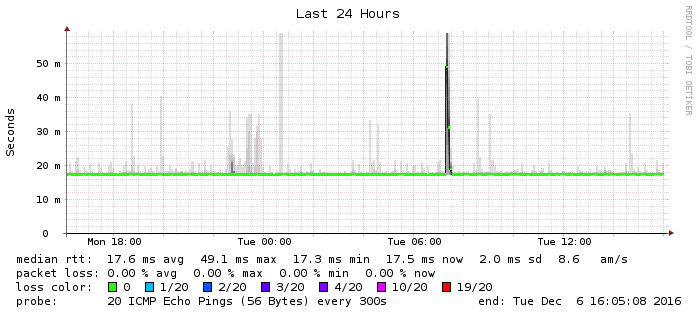 Last 24 Hours
RRDTOOL / TOBI OETIKER
Seconds
50 m
40 m
30 m
20 m
10 m
0
Mon 18:00 Tue 00:00 Tue 06:00 Tue 12:00
median rtt: 17.6 ms avg 49.1 ms max 17.3 ms min 17.5 ms now 2.0 ms sd 8.6 am/s
packet loss: 0.00 % avg 0.00 % max 0.00 % min 0.00 % now
loss color: 0 1/20 2/20 3/20 4/20 10/20 19/20
probe: 20 ICMP Echo Pings (56 Bytes) every 300s end: Tue Dec 6 16:05:08 2016